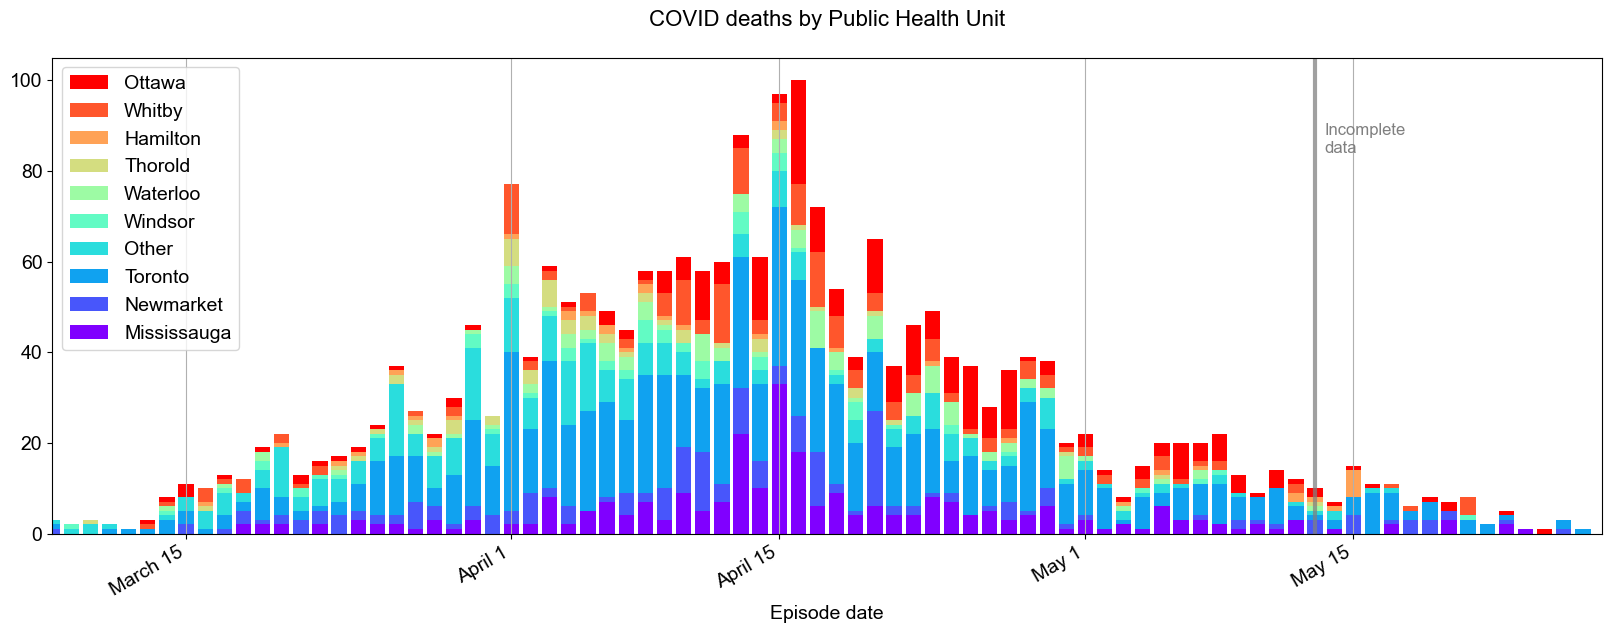 COVID deaths by Public Health Unit
100
80
60
40
20
0
Ottawa
Whitby
Hamilton
Thorold
Waterloo
Windsor
Other
Toronto
Newmarket
Mississauga
Incomplete
data
March 15
April 1
April 15
May 1
May 15
Episode date